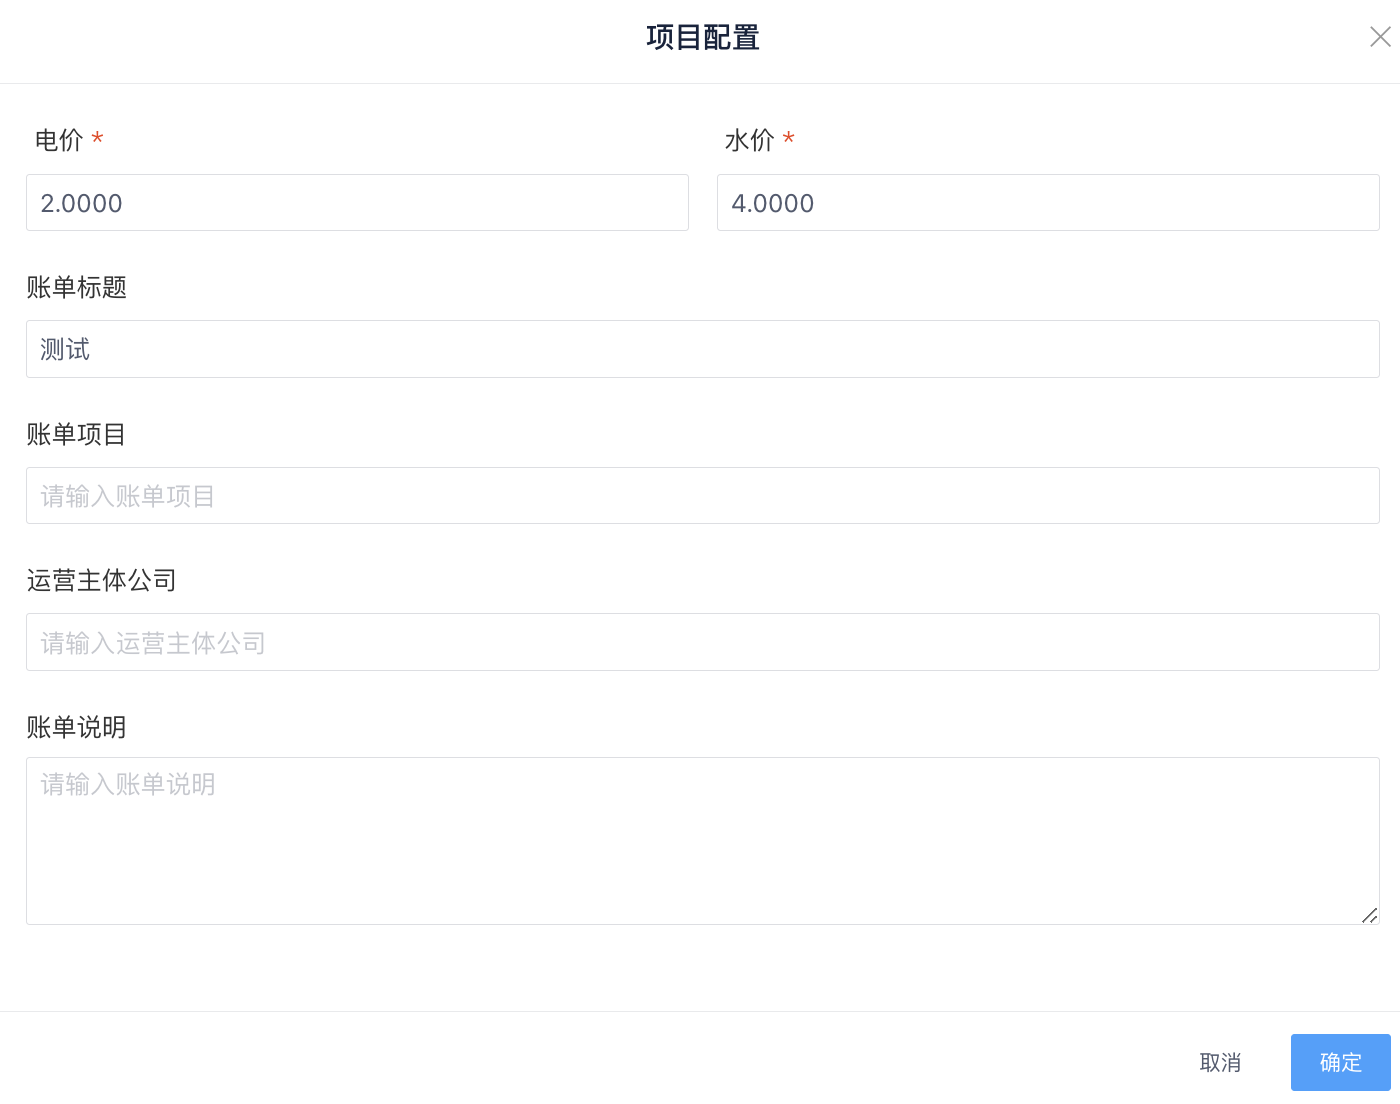 项目配置
电价 *
水价 *
2.0000
4.0000
账单标题
测试
账单项目
请输入账单项目
运营主体公司
请输入运营主体公司
账单说明
请输入账单说明
取消
确定